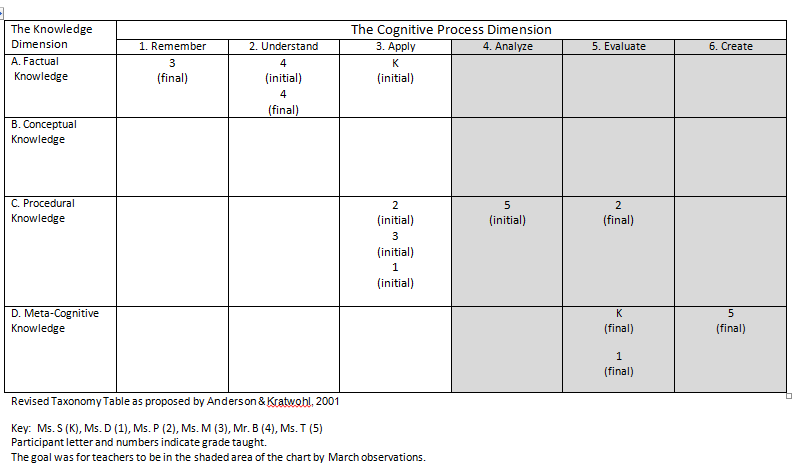 The Knowledge Dimension
The Cognitive Process Dimension
1. Remember
2. Understand
3. Apply
4. Analyze
5. Evaluate
6. Create
A. Factual
Knowledge
3
(final)
4
(initial)
4
(final)
K
(initial)
B. Conceptual
Knowledge
C. Procedural
Knowledge
2
(initial)
3
(initial)
1
(initial)
5
(initial)
2
(final)
D. Meta-Cognitive
Knowledge
K
(final)
1
(final)
5
(final)
Revised Taxonomy Table as proposed by Anderson & Kratwohl, 2001
Key: Ms. S (K), Ms. D (1), Ms. P (2), Ms. M (3), Mr. B (4), Ms. T (5)
Participant letter and numbers indicate grade taught.
The goal was for teachers to be in the shaded area of the chart by March observations.